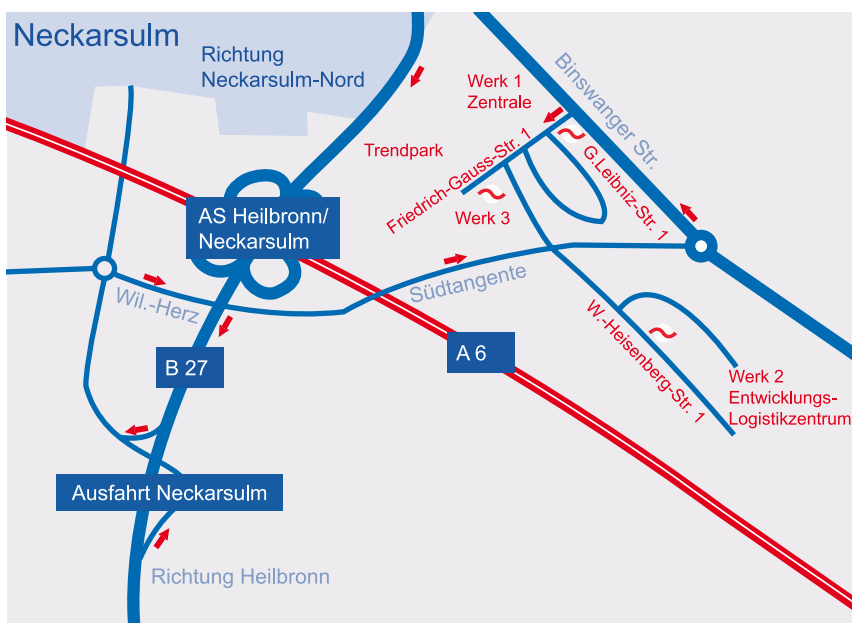 Neckarsulm
Richtung
Neckarsulm-Nord
Werk 1
Zentrale
Binswanger Str.
Trendpark
Friedrich-Gauss-Str. 1
G.Leibniz-Str. 1
Werk 3
AS Heilbronn/
Neckarsulm
Wil.-Herz
Südtangente
B 27
A 6
W.-Heisenberg-Str. 1
Werk 2
Entwicklungs-
Logistikzentrum
Ausfahrt Neckarsulm
Richtung Heilbronn